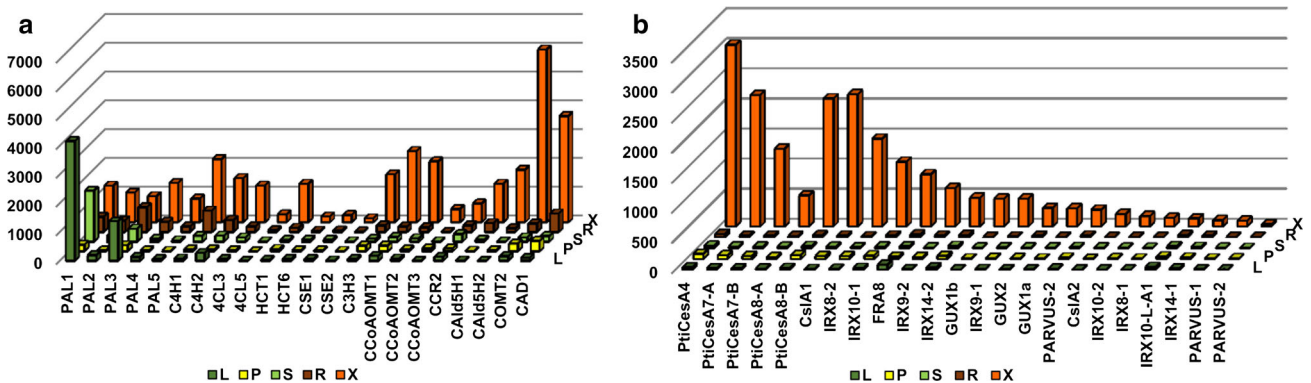 a
7000
6000
5000
4000
3000
2000
1000
0
PAL1
PAL2
PAL3
PAL4
PAL5
C4H1
C4H2
4CL3
4CL5
HCT1
HCT6
CSE1
CSE2
C3H3
CCoAOMT1
CCoAOMT2
CCoAOMT3
CCR2
CAld5H1
CAld5H2
COMT2
CAD1
L
P
S
R
X
L P S R X
b
3500
3000
2500
2000
1500
1000
500
0
PtiCesA4
PtiCesA7-A
PtiCesA7-B
PtiCesA8-A
PtiCesA8-B
CslA1
IRX8-2
IRX10-1
FRA8
IRX9-2
IRX14-2
GUX1b
IRX9-1
GUX2
GUX1a
PARVUS-2
CslA2
IRX10-2
IRX8-1
IRX10-L-A1
IRX14-1
PARVUS-1
PARVUS-2
L
P
S
R
X
L P S R X